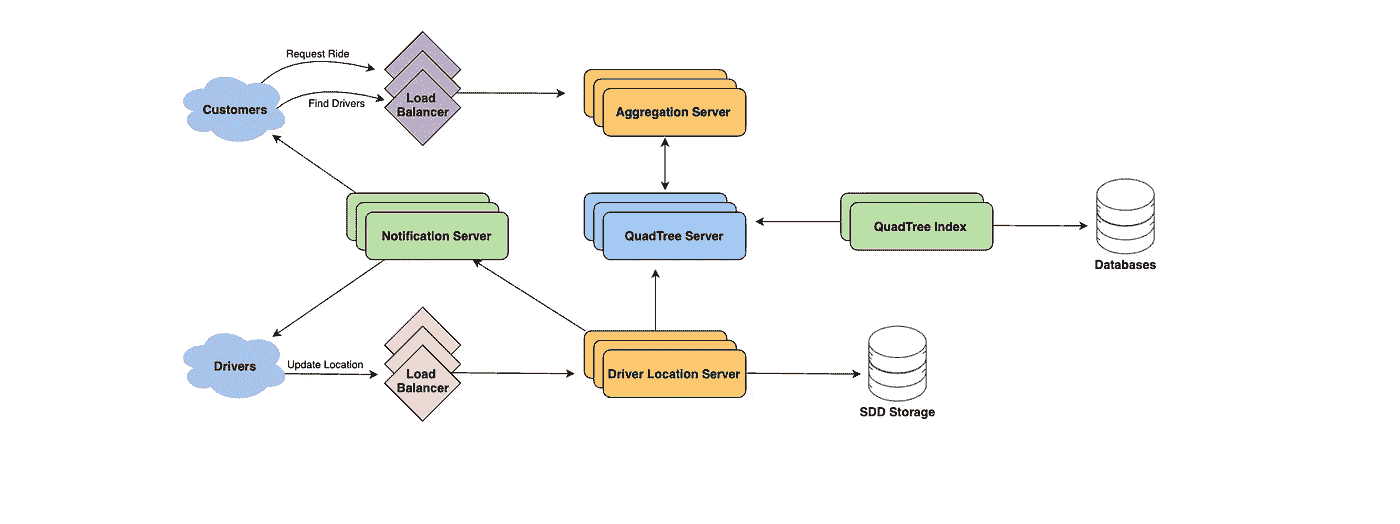 Request Ride
Customers
Find Drivers
Load
Balancer
Aggregation Server
Notification Server
QuadTree Server
QuadTree Index
Databases
Drivers
Update Location
Load
Balancer
Driver Location Server
SDD Storage